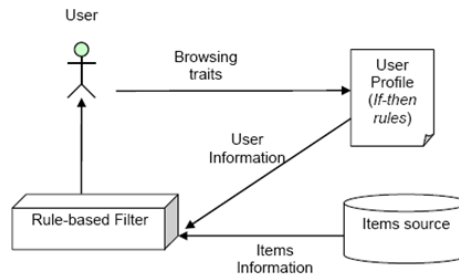 User
Browsing
traits
User
Profile
(If-then
rules)
User
Information
Rule-based Filter
Items source
Items
Information